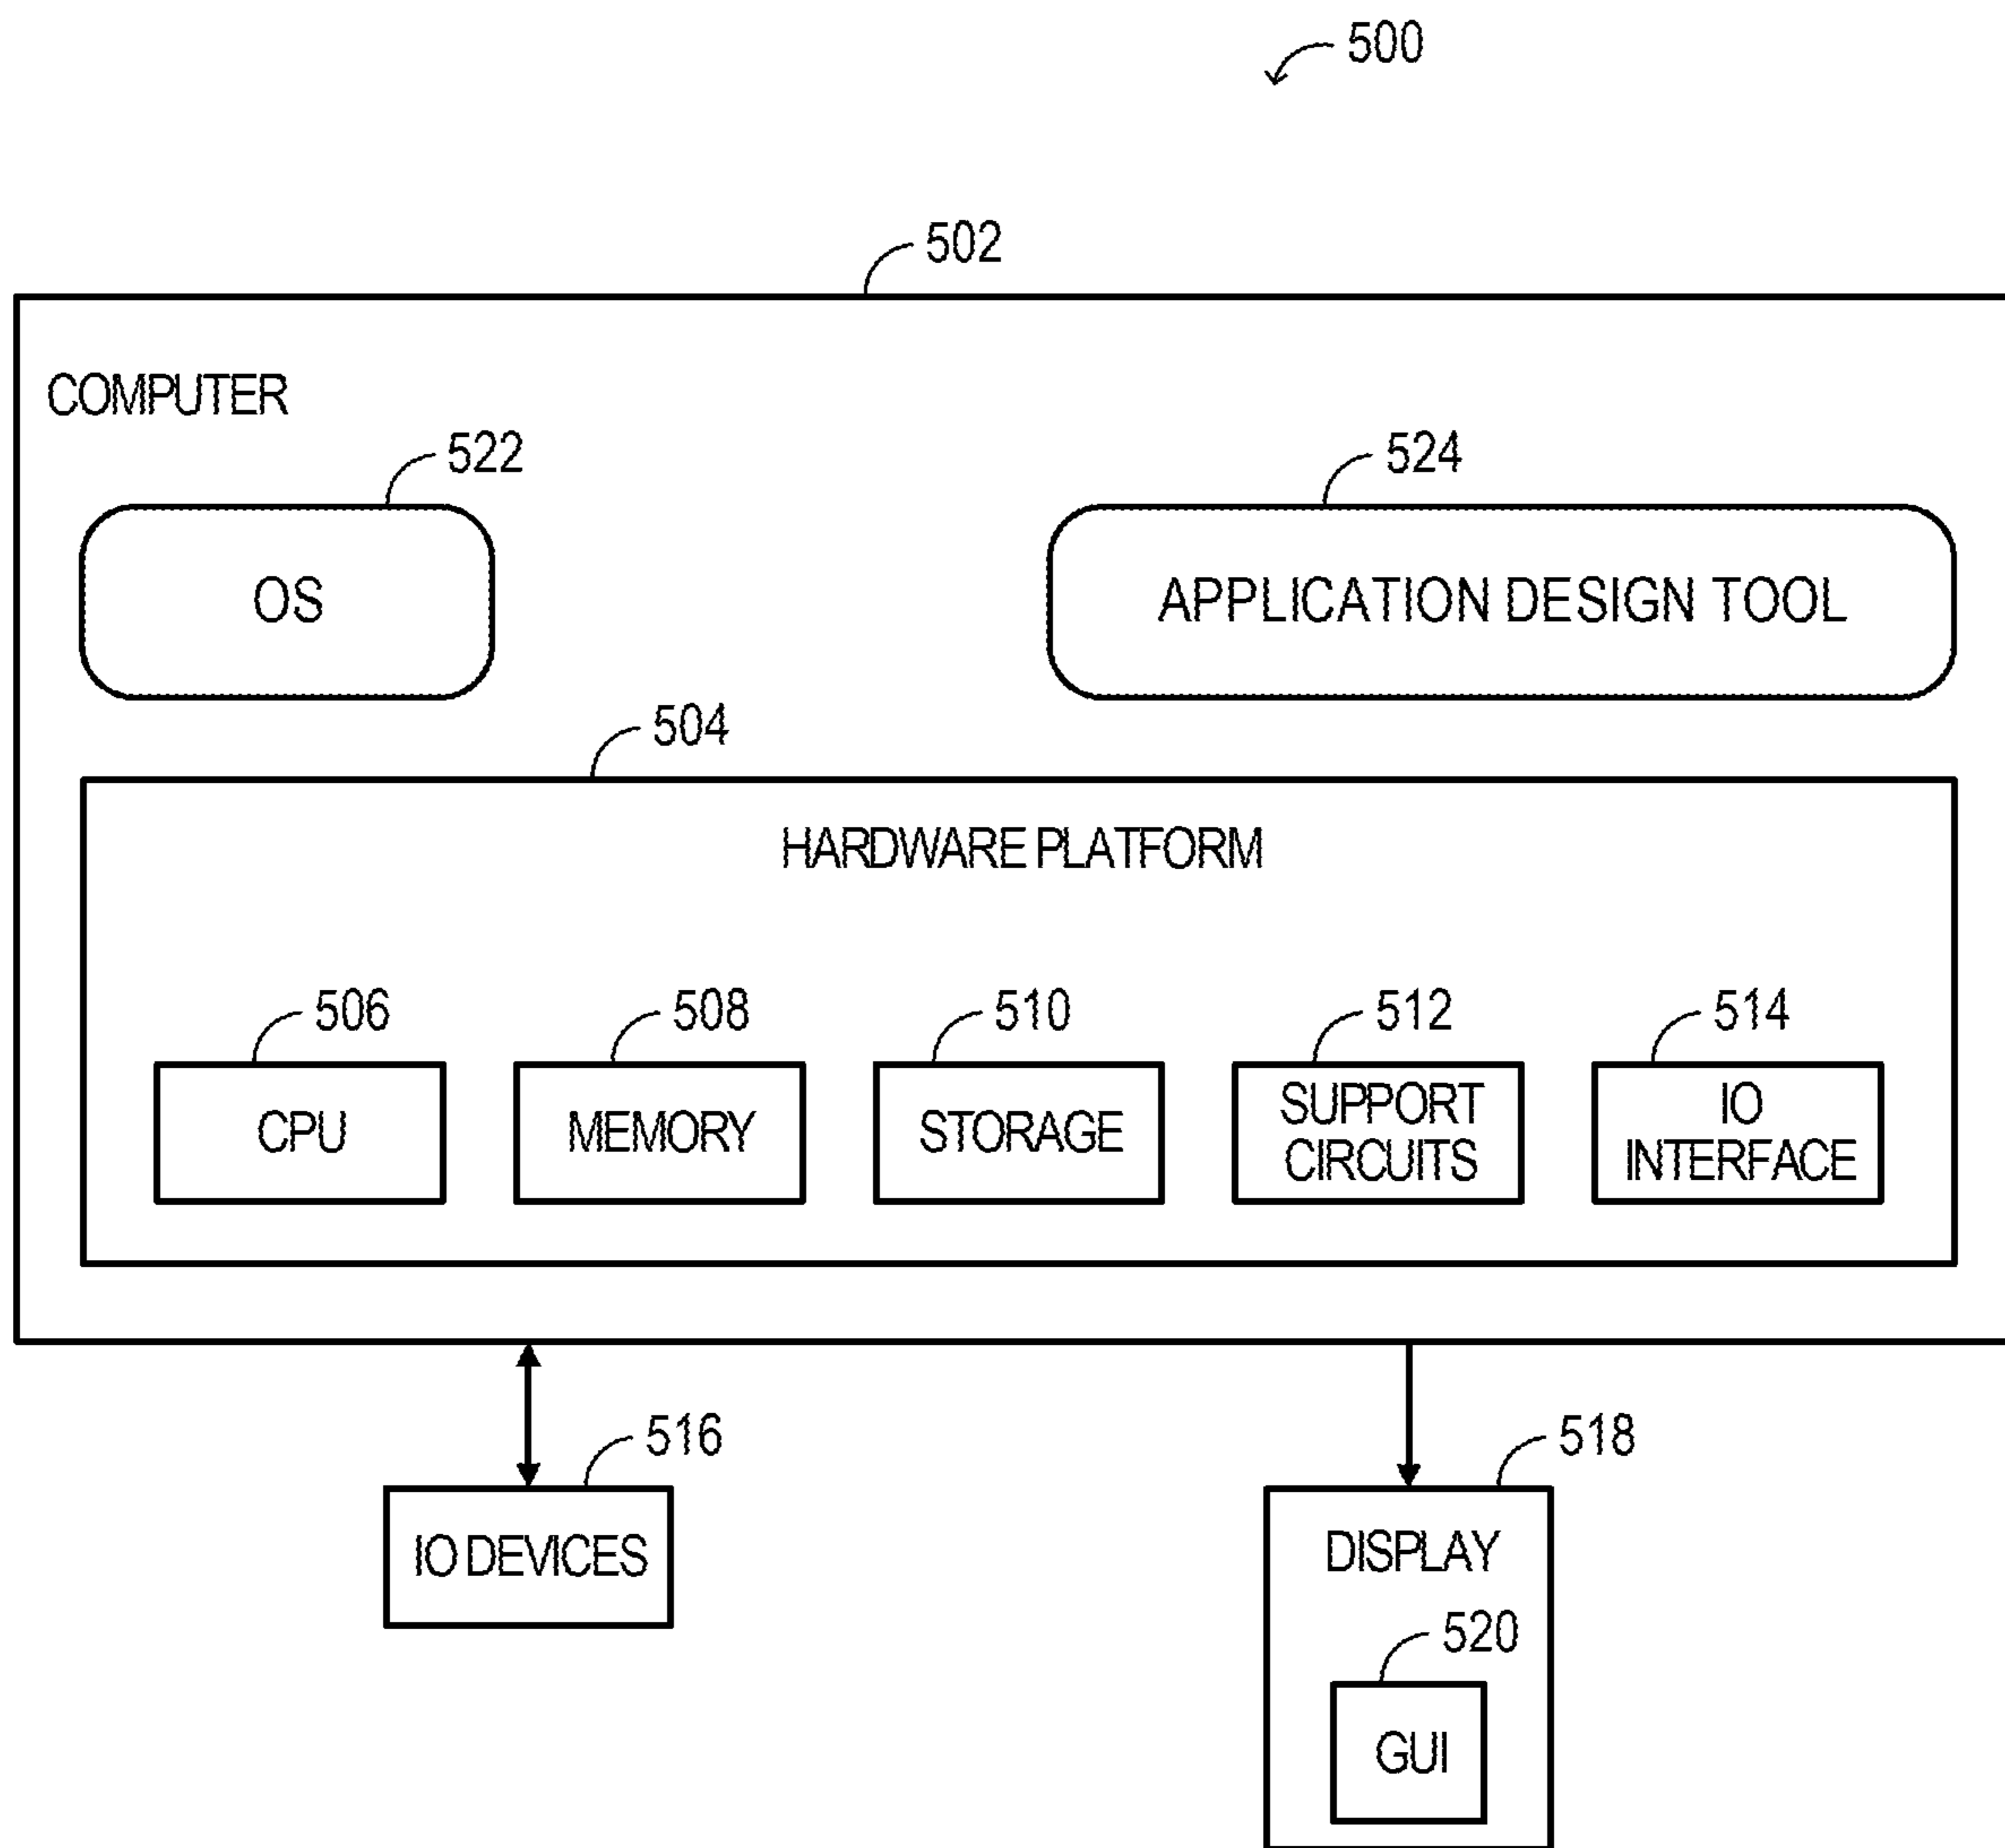 500
502
COMPUTER
522
524
OS
APPLICATION DESIGN TOOL
504
HARDWARE PLATFORM
506
508
510
512
514
CPU
MEMORY
STORAGE
SUPPORT
CIRCUITS
IO
INTERFACE
516
518
IO DEVICES
DISPLAY
520
GUI